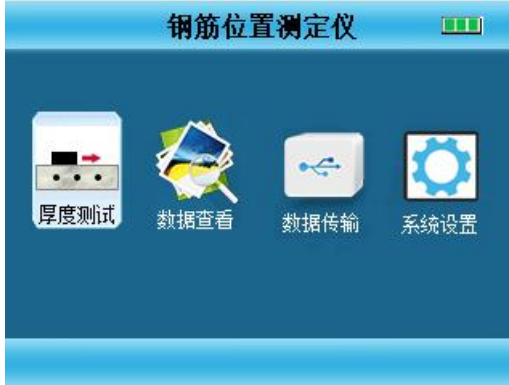 钢筋位置测定仪
厚度测试
数据查看
数据传输
系统设置